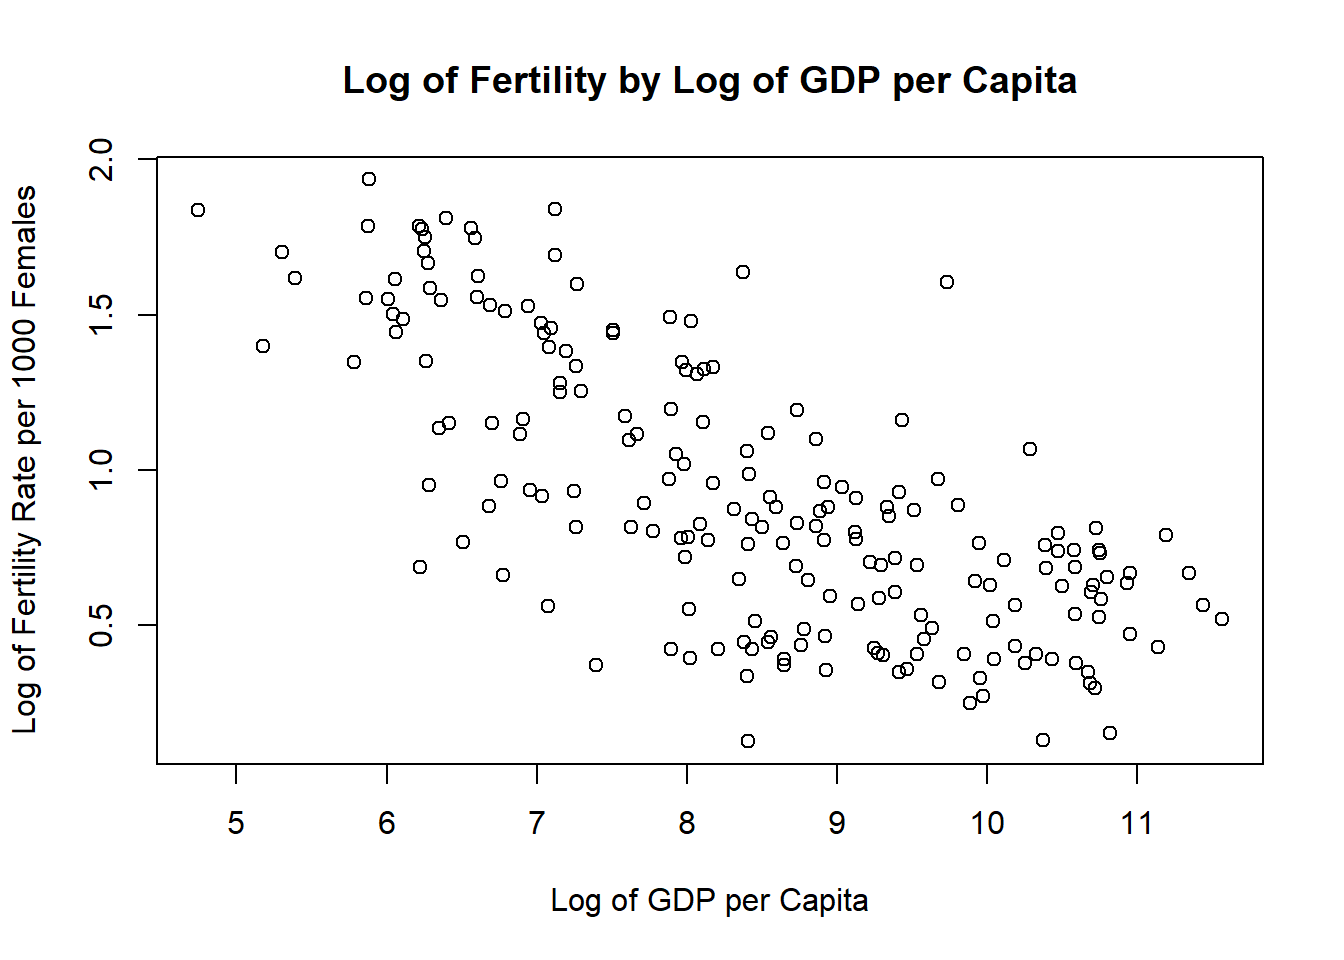 Log of Fertility by Log of GDP per Capita
Log of Fertility Rate per 1000 Females
2.0
1.5
1.0
0.5
5 6 7 8 9 10 11
Log of GDP per Capita